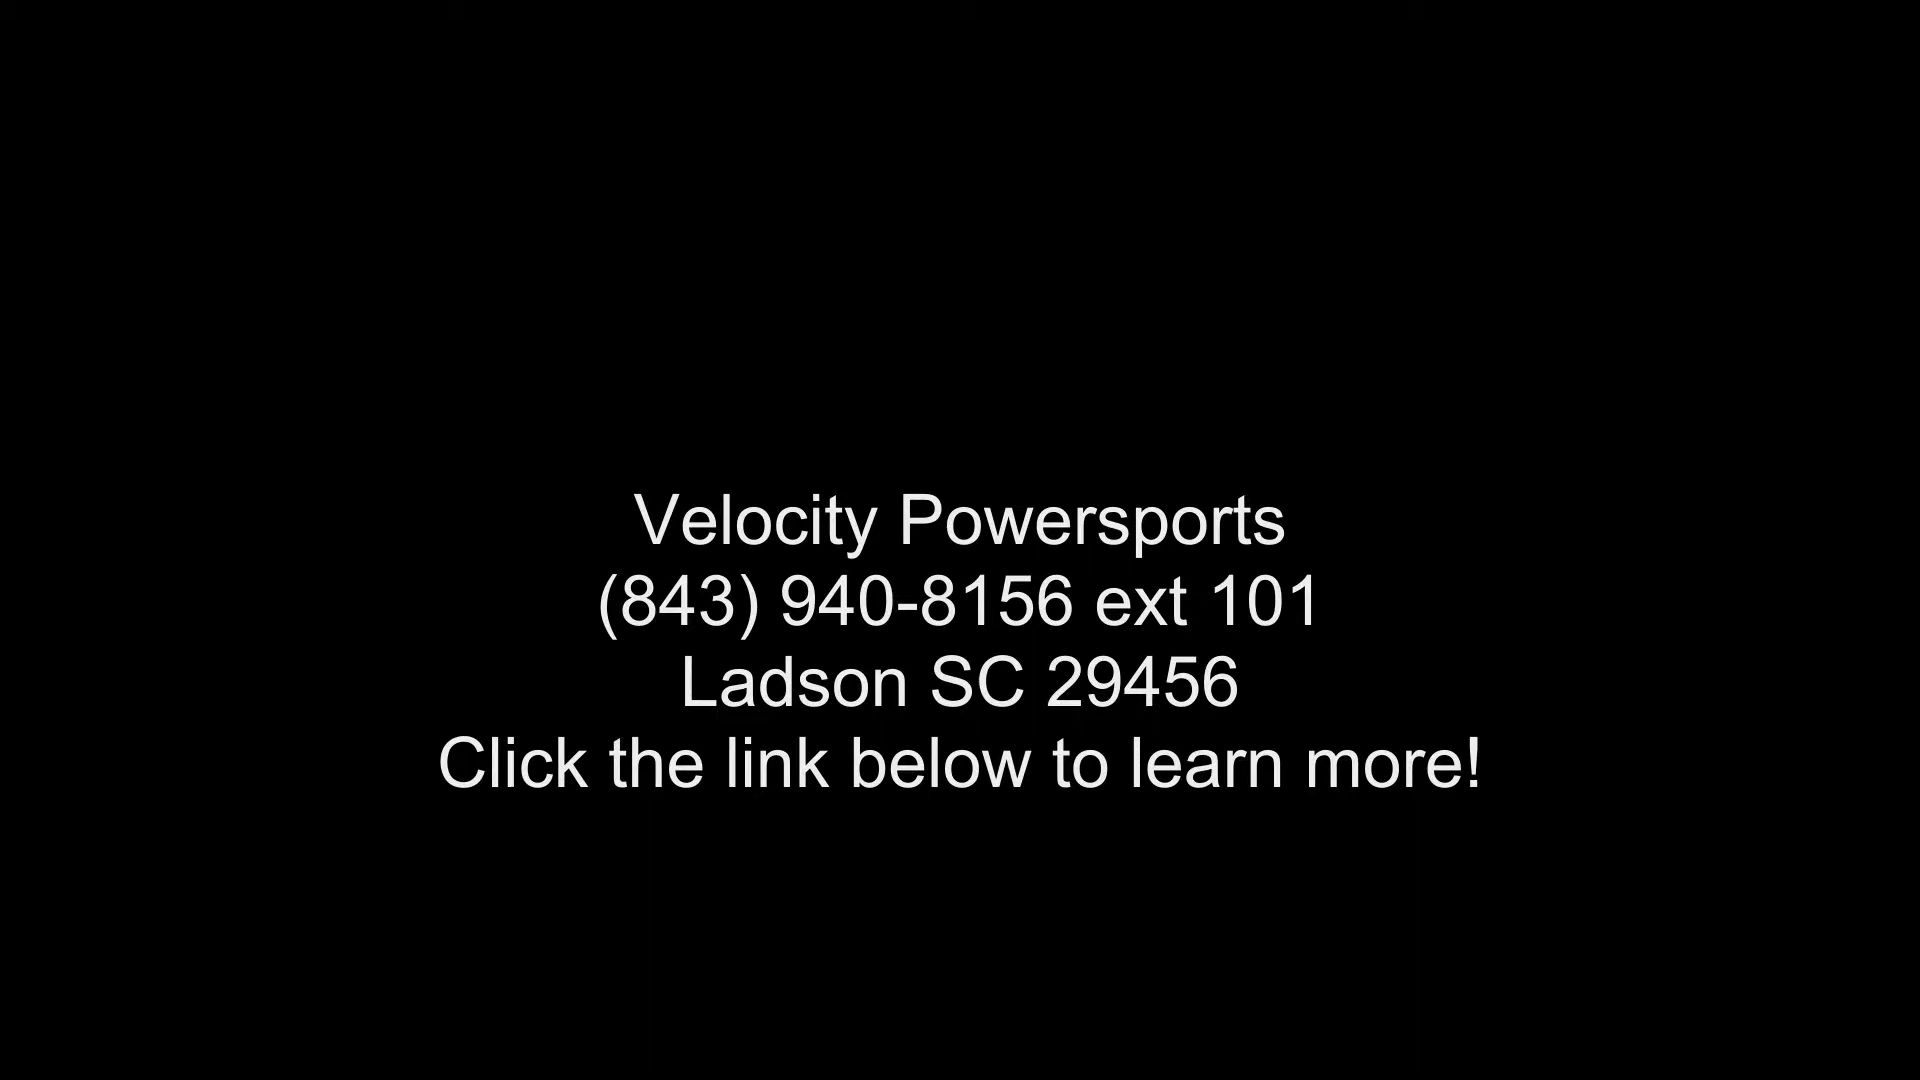 Velocity Powersports
(843) 940-8156 ext 101
Ladson SC 29456
Click the link below to learn more!